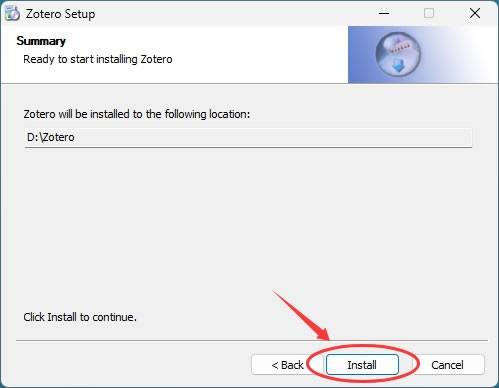 Zotero Setup
Summary
Ready to start installing Zotero
Zotero will be installed to the following location:
D:\Zotero
Click Install to continue.
< Back Install Cancel